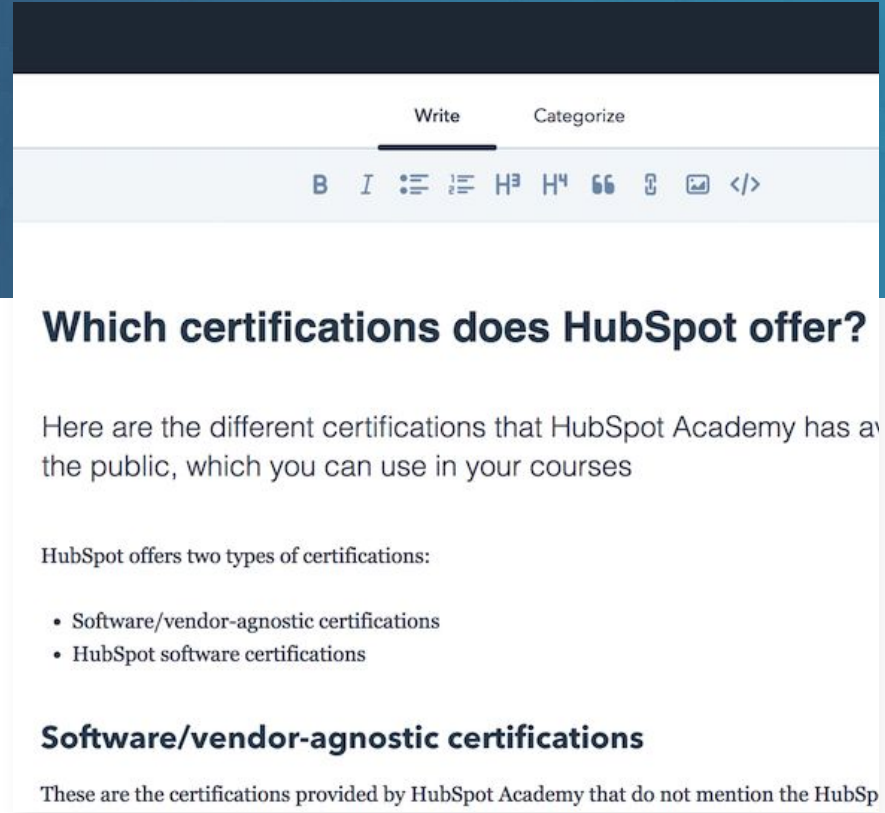 Write Categorize
B I H3 H4 </>
Which certifications does HubSpot offer?
Here are the different certifications that HubSpot Academy has
the public, which you can use in your courses
HubSpot offers two types of certifications:
• Software/vendor-agnostic certifications
• HubSpot software certifications
Software/vendor-agnostic certifications
These are the certifications provided by HubSpot Academy that do not mention the